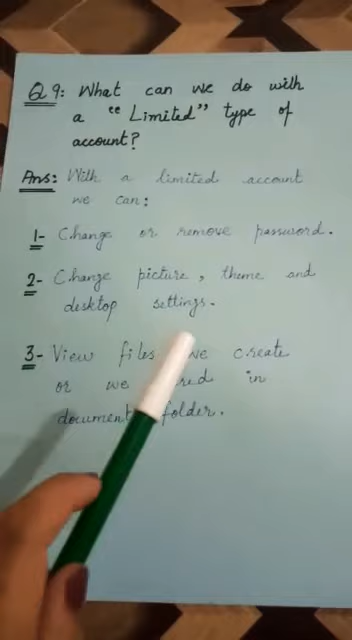 Q 9: What can we do with
a "Limited" type of
account?
Ans: With a limited account
we can:
1- Change or remove password.
2- Change picture, theme and
desktop settings.
3- View files we create
or we in
document folder.